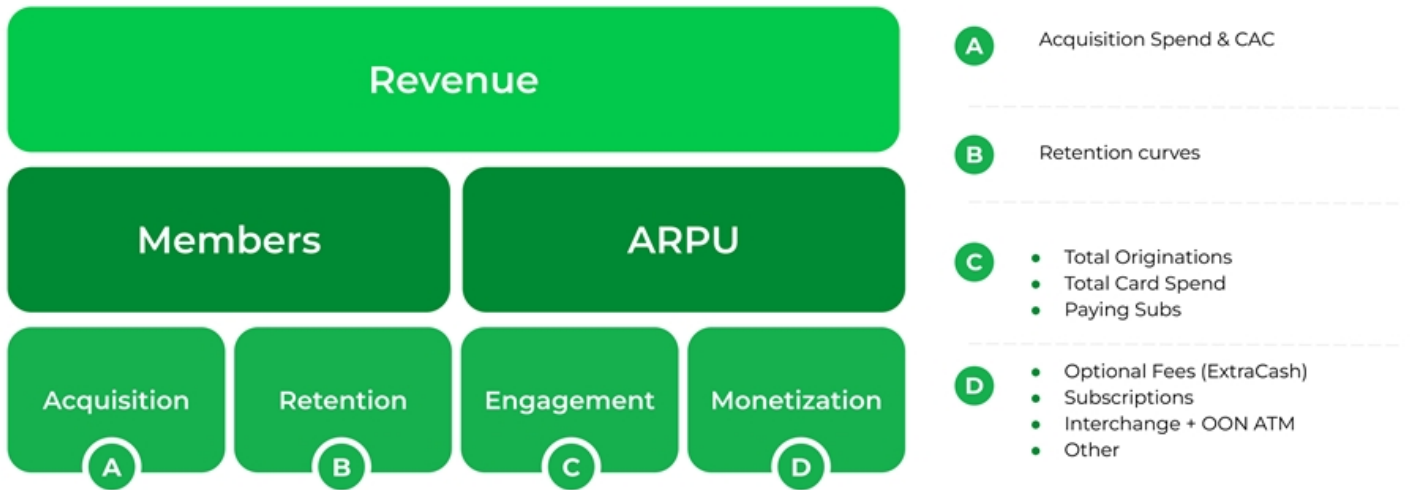 Revenue
Members
ARPU
Acquisition
Retention
Engagement
Monetization
A
B
C
D
A
Acquisition Spend & CAC
B
Retention curves
C
• Total Originations
• Total Card Spend
• Paying Subs
D
• Optional Fees (ExtraCash)
• Subscriptions
• Interchange + OON ATM
• Other